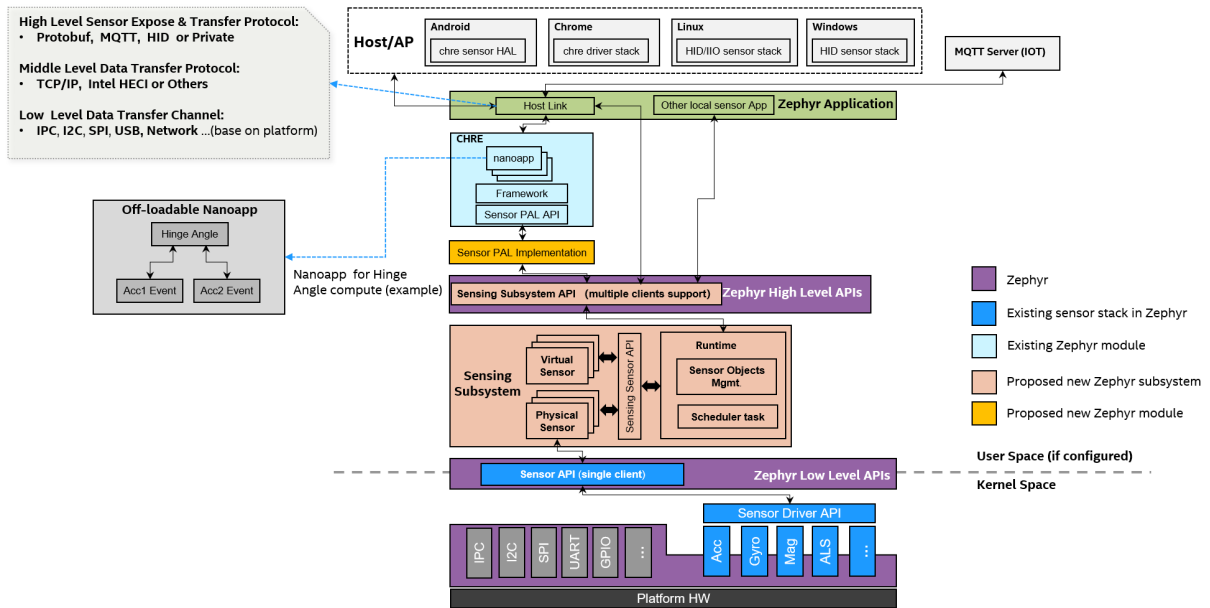 High Level Sensor Expose & Transfer Protocol:
• Protobuf, MQTT, HID or Private
Middle Level Data Transfer Protocol:
• TCP/IP, Intel HECI or Others
Low Level Data Transfer Channel:
• IPC, I2C, SPI, USB, Network ...(base on platform)
Host/AP
Android
chre sensor HAL
Chrome
chre driver stack
Linux
HID/IIO sensor stack
Windows
HID sensor stack
MQTT Server (IOT)
Host Link
Other local sensor App
Zephyr Application
CHRE
nanoapp
Framework
Sensor PAL API
Off-loadable Nanoapp
Hinge Angle
Acc1 Event
Acc2 Event
Nanoapp for Hinge
Angle compute (example)
Sensor PAL Implementation
Sensing Subsystem API (multiple clients support)
Zephyr High Level APIs
Sensing
Subsystem
Virtual
Sensor
Physical
Sensor
Sensing Sensor API
Runtime
Sensor Objects
Mgmt.
Scheduler task
Zephyr
Existing sensor stack in Zephyr
Existing Zephyr module
Proposed new Zephyr subsystem
Proposed new Zephyr module
User Space (if configured)
Kernel Space
Sensor API (single client)
Zephyr Low Level APIs
Sensor Driver API
IPC
I2C
SPI
UART
GPIO
...
Acc
Gyro
Mag
ALS
...
Platform HW